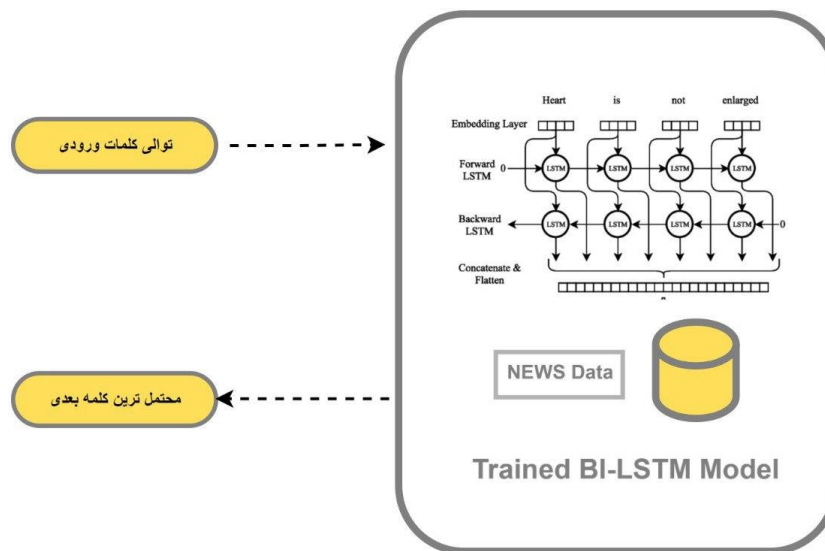 توالی کلمات ورودی
محتمل ترین کلمه بعدی
Heart is not enlarged
Embedding Layer
Forward 0
LSTM
LSTM LSTM LSTM LSTM
Backward
LSTM
LSTM LSTM LSTM LSTM 0
Concatenate &
Flatten
NEWS Data
Trained BI-LSTM Model